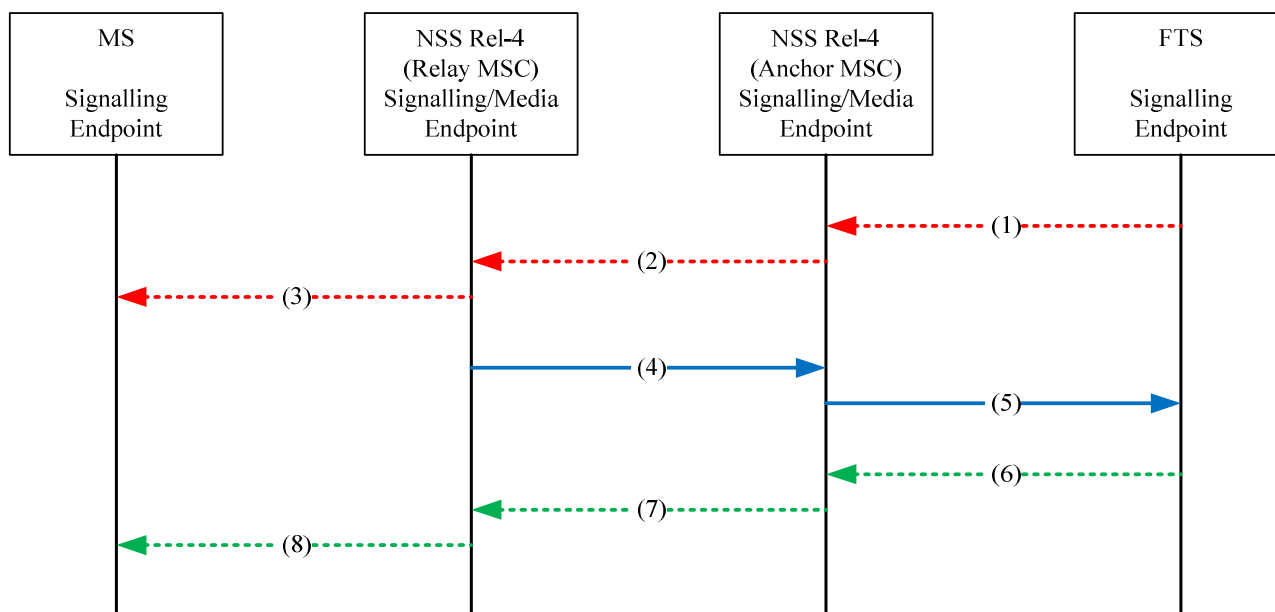 MS
Signalling
Endpoint
NSS Rel-4
(Relay MSC)
Signalling/Media
Endpoint
NSS Rel-4
(Anchor MSC)
Signalling/Media
Endpoint
FTS
Signalling
Endpoint
(1)
(2)
(3)
(4)
(5)
(6)
(7)
(8)